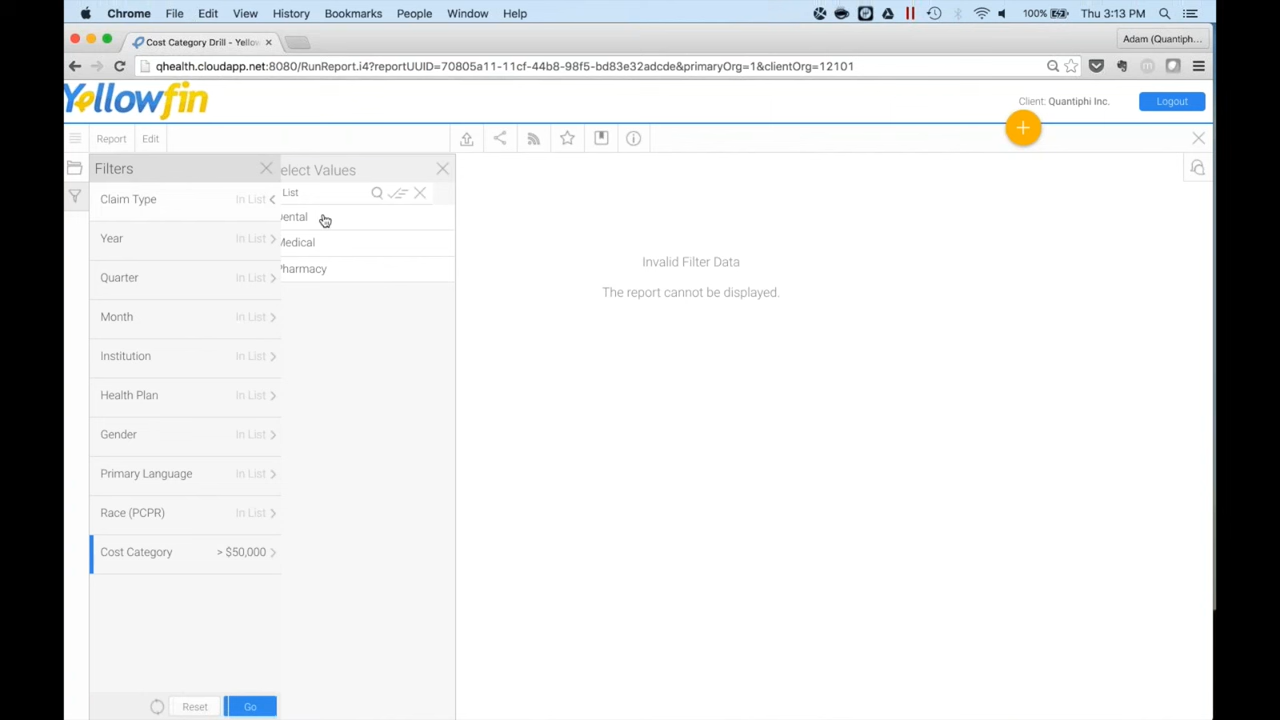 Chrome File Edit View History Bookmarks People Window Help 100% Thu 3:13 PM
Cost Category Drill - Yellow Adam (Quantiph...
qhealth.cloudapp.net:8080/RunReport.i4?reportUUID=70805a11-11cf-44b8-98f5-bd83e32adcde&primaryOrg=1&clientOrg=12101
Yellowfin Client: Quantiphi Inc. Logout
Report Edit
Filters elect Values
Claim Type In List List
ental
Year In List Medical
Quarter In List harmacy
Invalid Filter Data
The report cannot be displayed.
Month In List
Institution In List
Health Plan In List
Gender In List
Primary Language In List
Race (PCPR) In List
Cost Category > $50,000
Reset Go